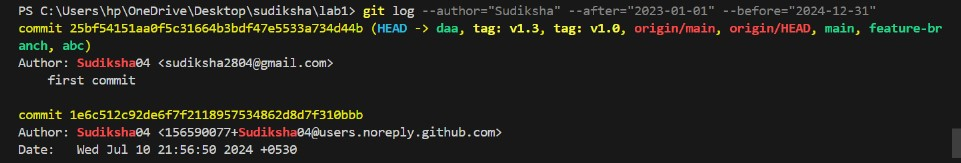 PS C:\Users\hp\OneDrive\Desktop\sudiksha\lab1> git log --author="Sudiksha" --after="2023-01-01" --before="2024-12-31"
commit 25bf54151aa0f5c31664b3bdf47e5533a734d44b (HEAD -> daa, tag: v1.3, tag: v1.0, origin/main, origin/HEAD, main, feature-br
anch, abc)
Author: Sudiksha04 <sudiksha2804@gmail.com>
    first commit

commit 1e6c512c92de6f7f2118957534862d8d7f310bbb
Author: Sudiksha04 <156590077+Sudiksha04@users.noreply.github.com>
Date:   Wed Jul 10 21:56:50 2024 +0530